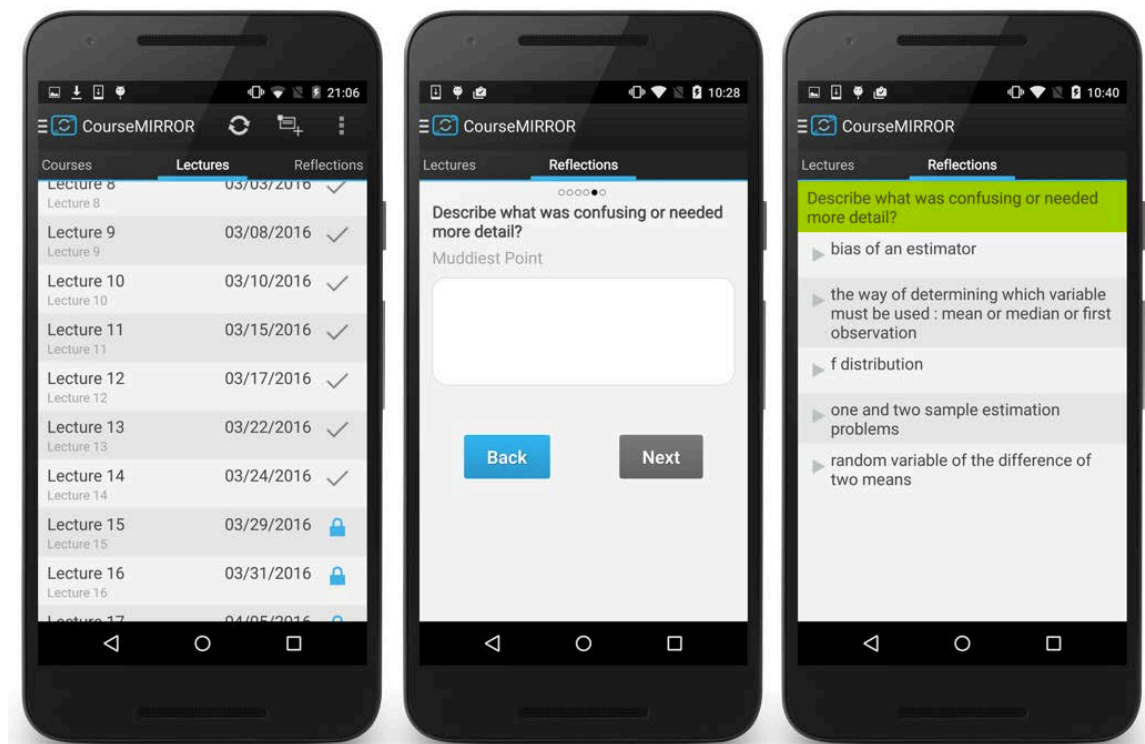 21:06
CourseMIRROR
Courses Lectures Reflections
Lecture 8 03/03/2016
Lecture 8
Lecture 9 03/08/2016
Lecture 9
Lecture 10 03/10/2016
Lecture 10
Lecture 11 03/15/2016
Lecture 11
Lecture 12 03/17/2016
Lecture 12
Lecture 13 03/22/2016
Lecture 13
Lecture 14 03/24/2016
Lecture 14
Lecture 15 03/29/2016
Lecture 15
Lecture 16 03/31/2016
Lecture 16
Lecture 17 04/05/2016
10:28
CourseMIRROR
Lectures Reflections
Describe what was confusing or needed
more detail?
Muddiest Point
Back Next
10:40
CourseMIRROR
Lectures Reflections
Describe what was confusing or needed
more detail?
bias of an estimator
the way of determining which variable
must be used : mean or median or first
observation
f distribution
one and two sample estimation
problems
random variable of the difference of
two means